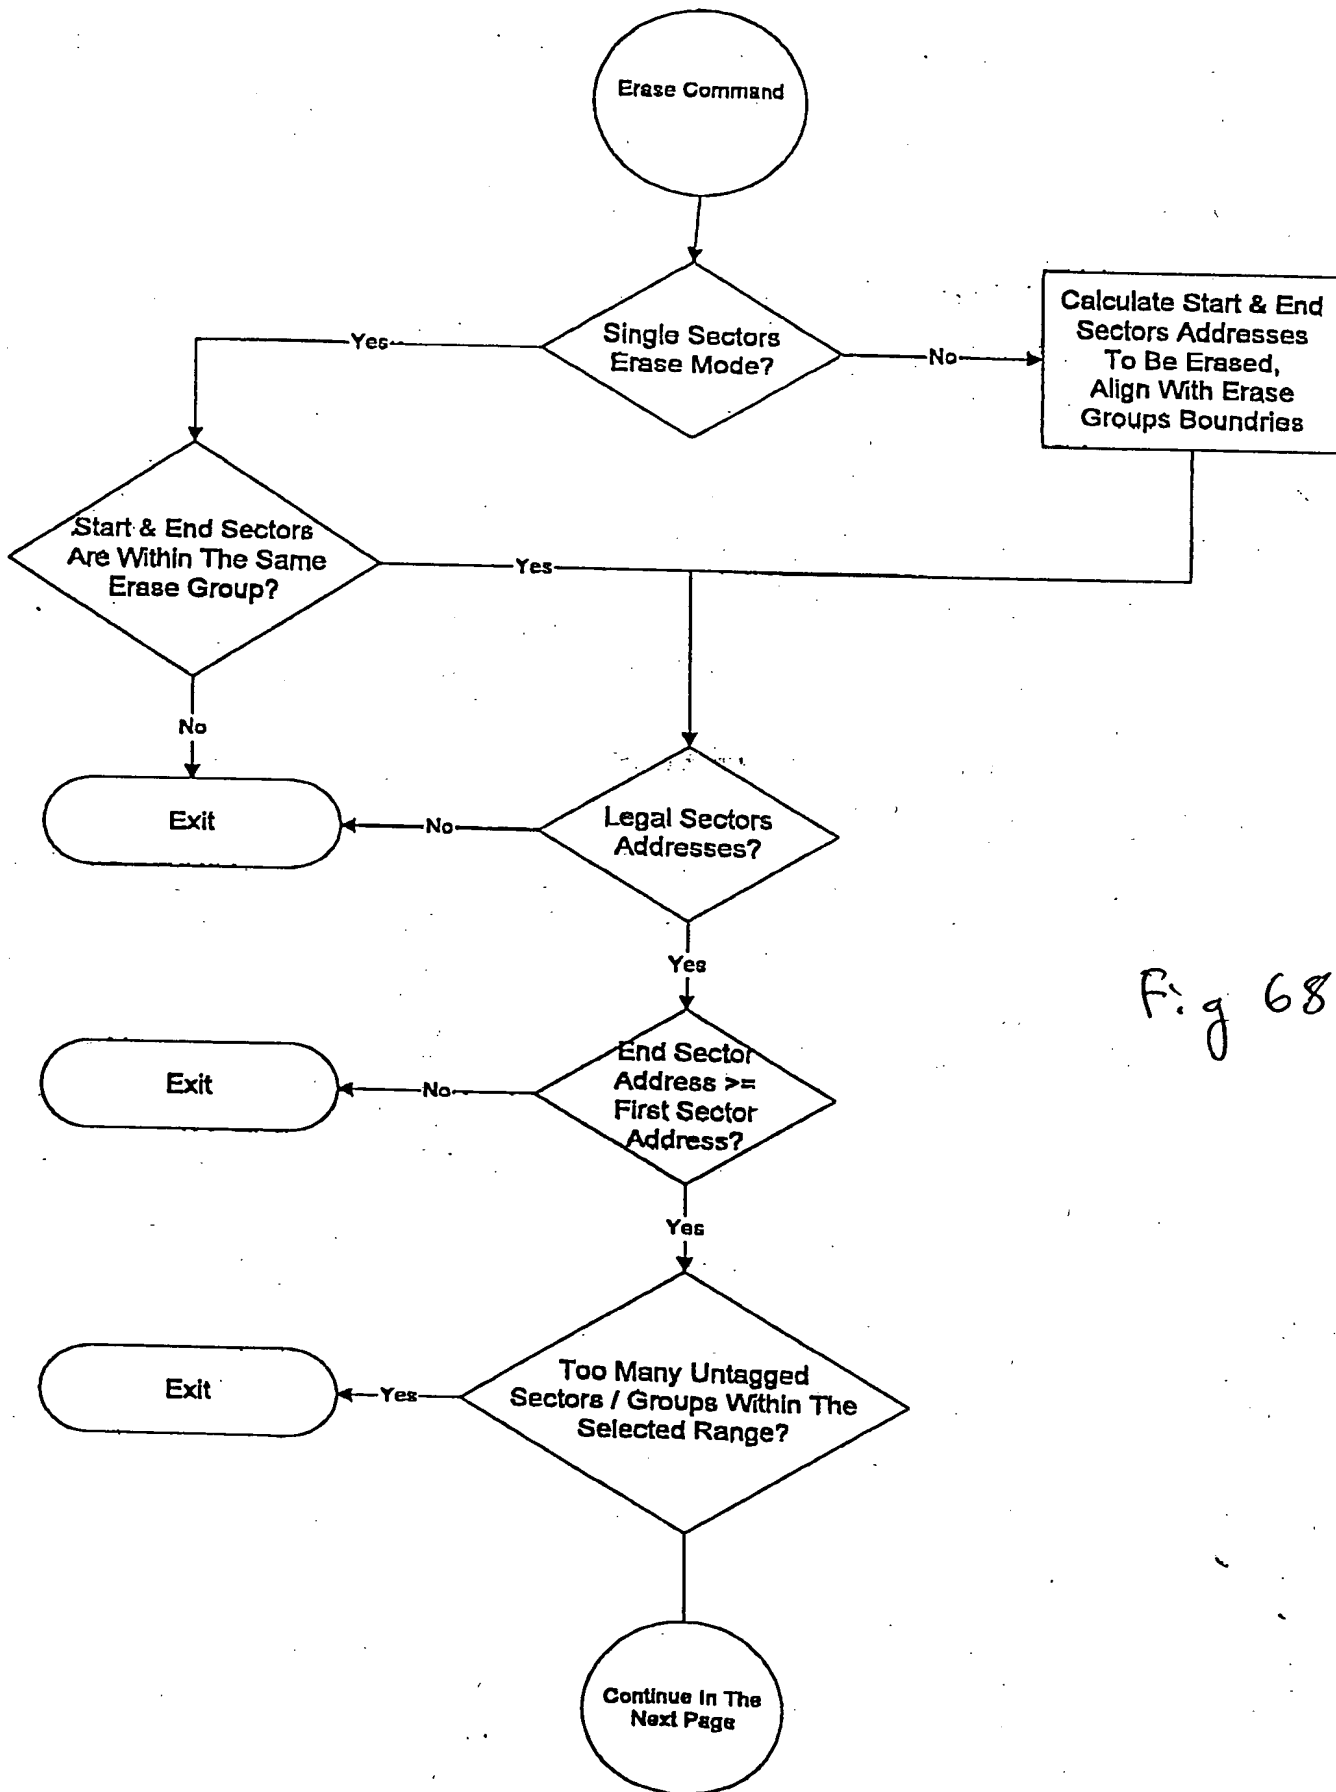 Erase Command
Single Sectors
Erase Mode?
Yes
No
Calculate Start & End
Sectors Addresses
To Be Erased,
Align With Erase
Groups Boundries
Start & End Sectors
Are Within The Same
Erase Group?
Yes
No
Exit
No
Legal Sectors
Addresses?
Yes
Fig 68
Exit
No
End Sector
Address >=
First Sector
Address?
Yes
Exit
Yes
Too Many Untagged
Sectors / Groups Within The
Selected Range?
Continue In The
Next Page